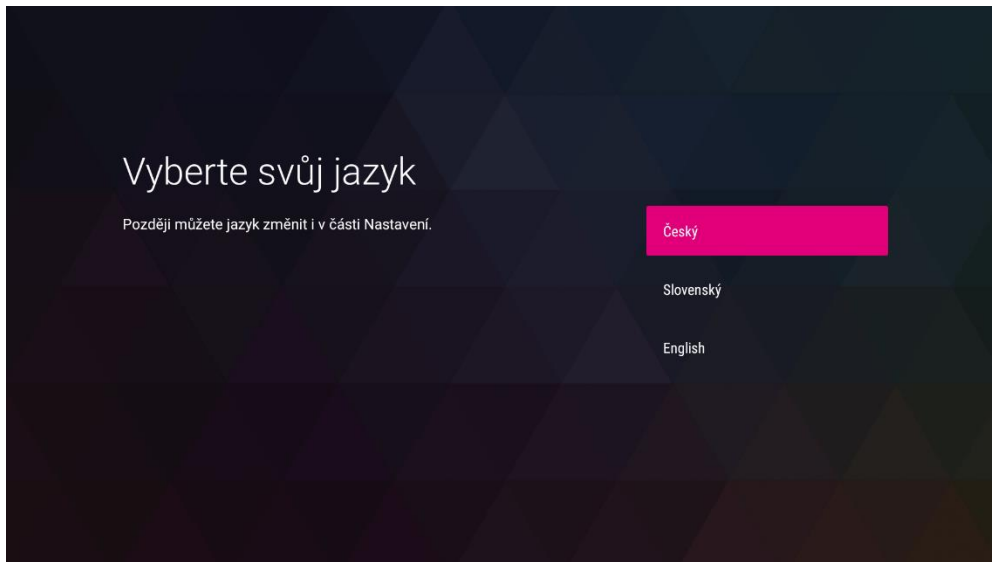 Vyberte svůj jazyk
Později můžete jazyk změnit i v části Nastavení.
Český
Slovenský
English